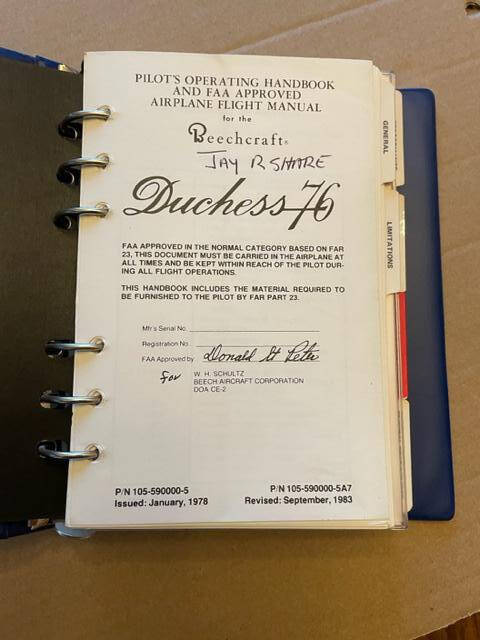 PILOT'S OPERATING HANDBOOK
AND FAA APPROVED
AIRPLANE FLIGHT MANUAL
for the
Beechcraft®
JAY R SHARE
Duchess 76
FAA APPROVED IN THE NORMAL CATEGORY BASED ON FAR
23, THIS DOCUMENT MUST BE CARRIED IN THE AIRPLANE AT
ALL TIMES AND BE KEPT WITHIN REACH OF THE PILOT DUR-
ING ALL FLIGHT OPERATIONS.
THIS HANDBOOK INCLUDES THE MATERIAL REQUIRED TO
BE FURNISHED TO THE PILOT BY FAR PART 23.
Mfr's Serial No.
Registration No.
FAA Approved by Donald H Peter
for W. H. SCHULTZ
BEECH AIRCRAFT CORPORATION
DOA CE-2
P/N 105-590000-5
Issued: January, 1978
P/N 105-590000-5A7
Revised: September, 1983
GENERAL
LIMITATIONS